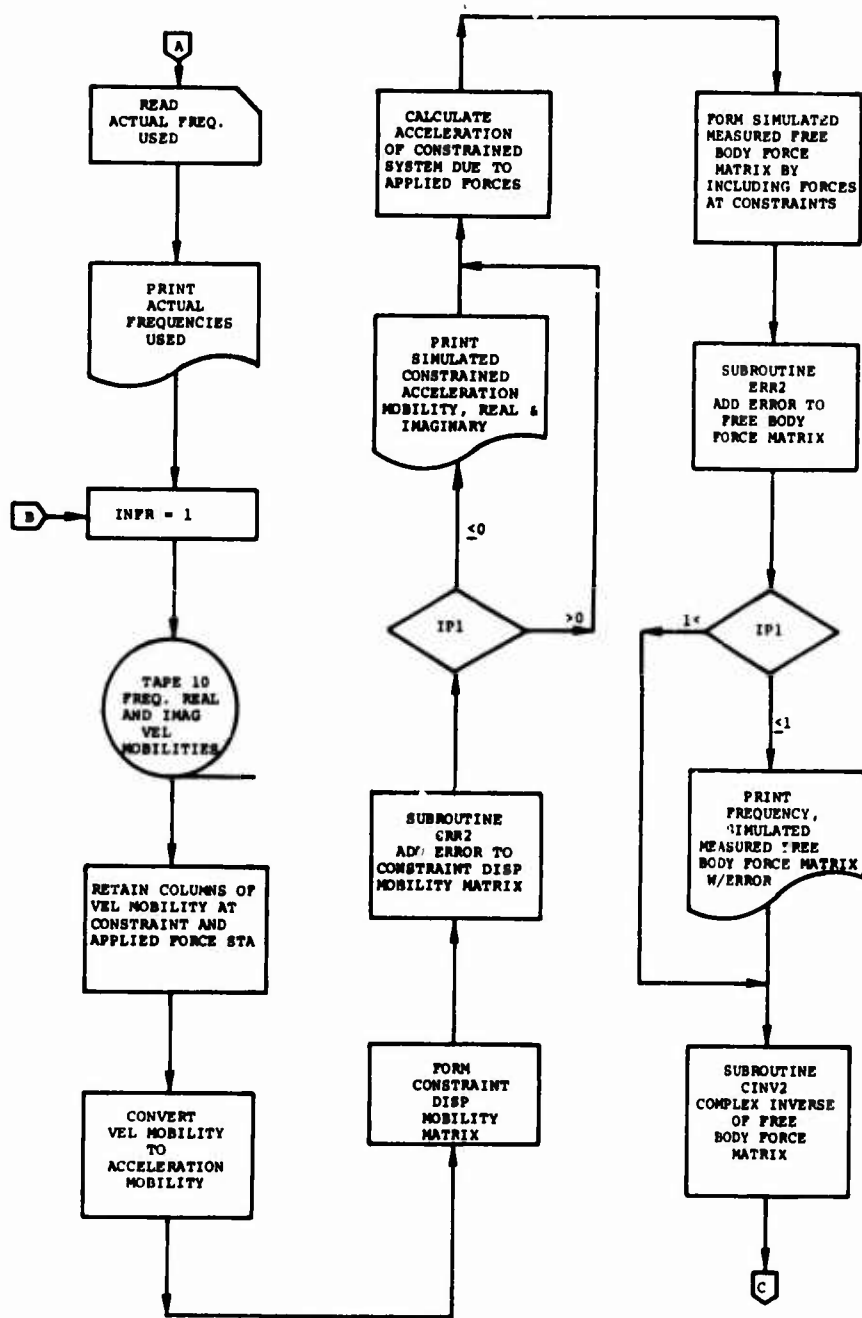 A
READ
ACTUAL FREQ.
USED
PRINT
ACTUAL
FREQUENCIES
USED
B
INFR = 1
TAPE 10
FREQ. REAL
AND IMAG
VEL
MOBILITIES
RETAIN COLUMNS OF
VEL MOBILITY AT
CONSTRAINT AND
APPLIED FORCE STA
CONVERT
VEL MOBILITY
TO
ACCELERATION
MOBILITY
CALCULATE
ACCELERATION
OF CONSTRAINED
SYSTEM DUE TO
APPLIED FORCES
PRINT
SIMULATED
CONSTRAINED
ACCELERATION
MOBILITY, REAL &
IMAGINARY
≤0
IP1
>0
SUBROUTINE
ERR2
ADD ERROR TO
CONSTRAINT DISP
MOBILITY MATRIX
FORM
CONSTRAINT
DISP
MOBILITY
MATRIX
FORM SIMULATED
MEASURED FREE
BODY FORCE
MATRIX BY
INCLUDING FORCES
AT CONSTRAINTS
SUBROUTINE
ERR2
ADD ERROR TO
FREE BODY
FORCE MATRIX
1<
IP1
≤1
PRINT
FREQUENCY,
SIMULATED
MEASURED FREE
BODY FORCE MATRIX
W/ERROR
SUBROUTINE
CINV2
COMPLEX INVERSE
OF FREE
BODY FORCE
MATRIX
C